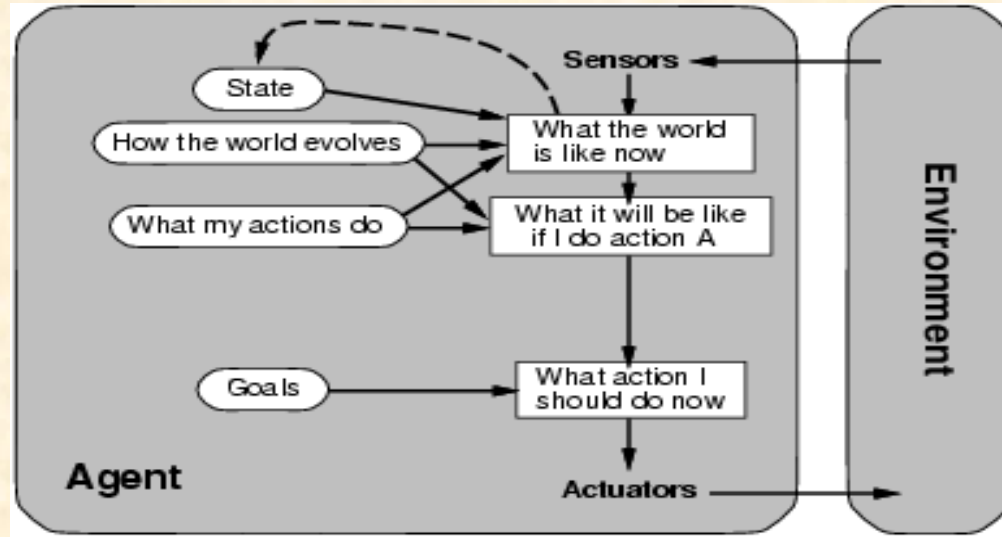 Sensors
State
What the world
is like now
How the world evolves
What it will be like
if I do action A
What my actions do
Environment
Goals
What action I
should do now
Agent
Actuators